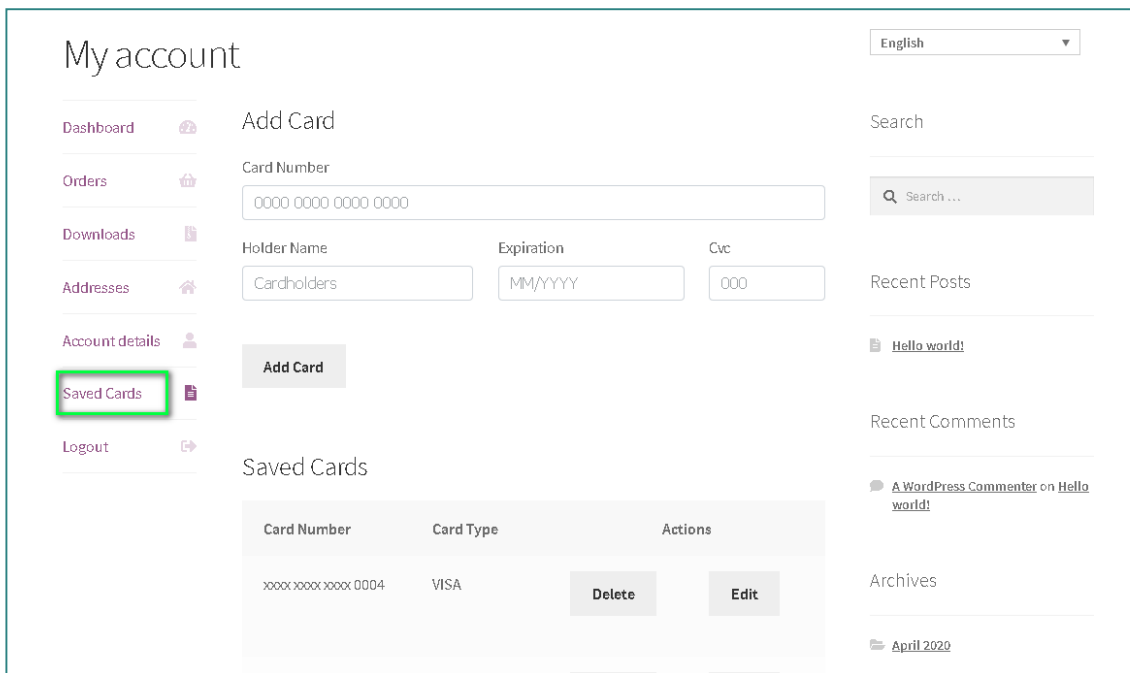 My account
English
Dashboard
Orders
Downloads
Addresses
Account details
Saved Cards
Logout
Add Card
Card Number
0000 0000 0000 0000
Holder Name
Expiration
Cvc
Cardholders
MM/YYYY
000
Add Card
Saved Cards
Card Number
Card Type
Actions
xxxx xxxx xxxx 0004
VISA
Delete
Edit
Search
Search ...
Recent Posts
Hello world!
Recent Comments
A WordPress Commenter on Hello
world!
Archives
April 2020